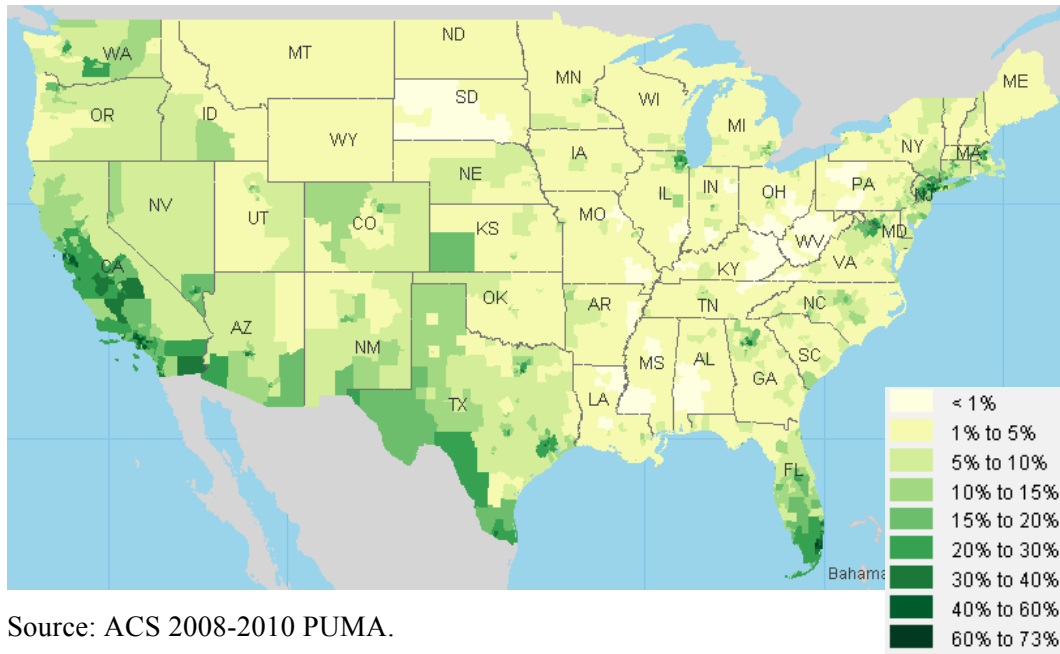 WA
MT
ND
MN
ME
OR
ID
SD
WI
MI
NY
MA
WY
IA
NE
NV
UT
CO
IL
IN
OH
PA
NJ
KS
MO
WV
MD
CA
KY
VA
AZ
NM
OK
AR
TN
NC
TX
MS
AL
GA
SC
LA
FL
Bahama
< 1%
1% to 5%
5% to 10%
10% to 15%
15% to 20%
20% to 30%
30% to 40%
40% to 60%
60% to 73%
Source: ACS 2008-2010 PUMA.